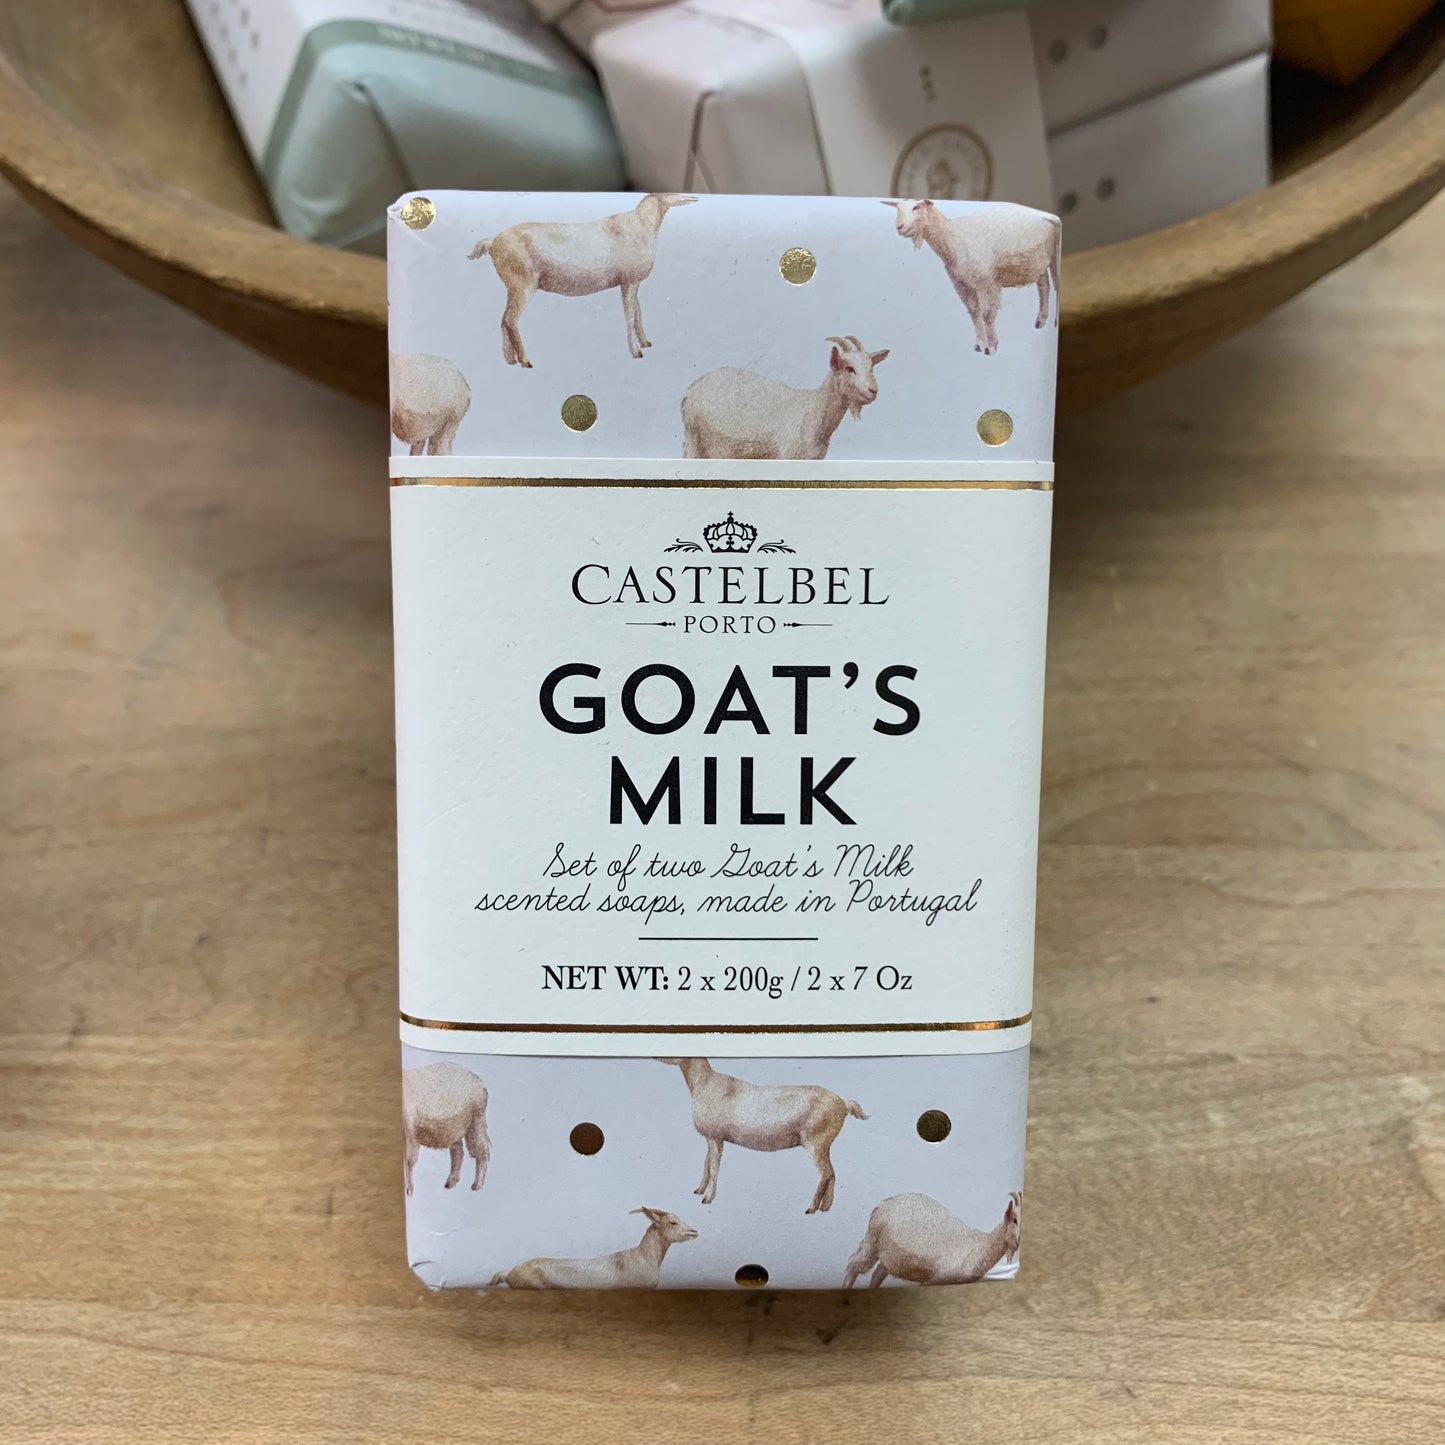 CASTELBEL
PORTO
GOAT'S
MILK
Set of two Goat's Milk
scented soaps, made in Portugal
NET WT: 2 x 200g / 2 x 7 Oz